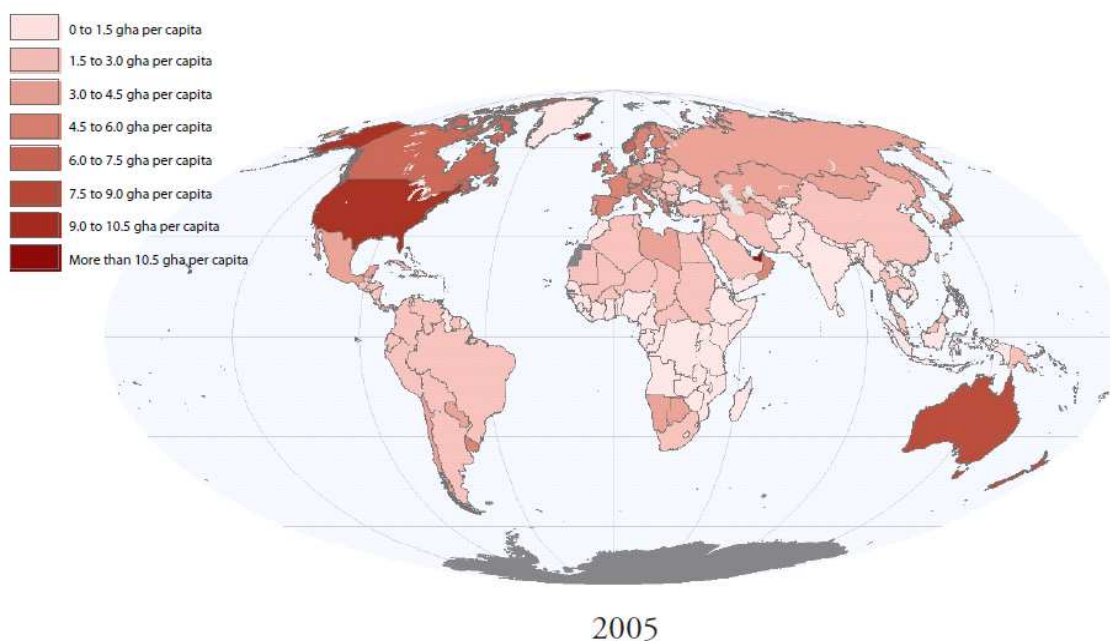 0 to 1.5 gha per capita
1.5 to 3.0 gha per capita
3.0 to 4.5 gha per capita
4.5 to 6.0 gha per capita
6.0 to 7.5 gha per capita
7.5 to 9.0 gha per capita
9.0 to 10.5 gha per capita
More than 10.5 gha per capita
2005